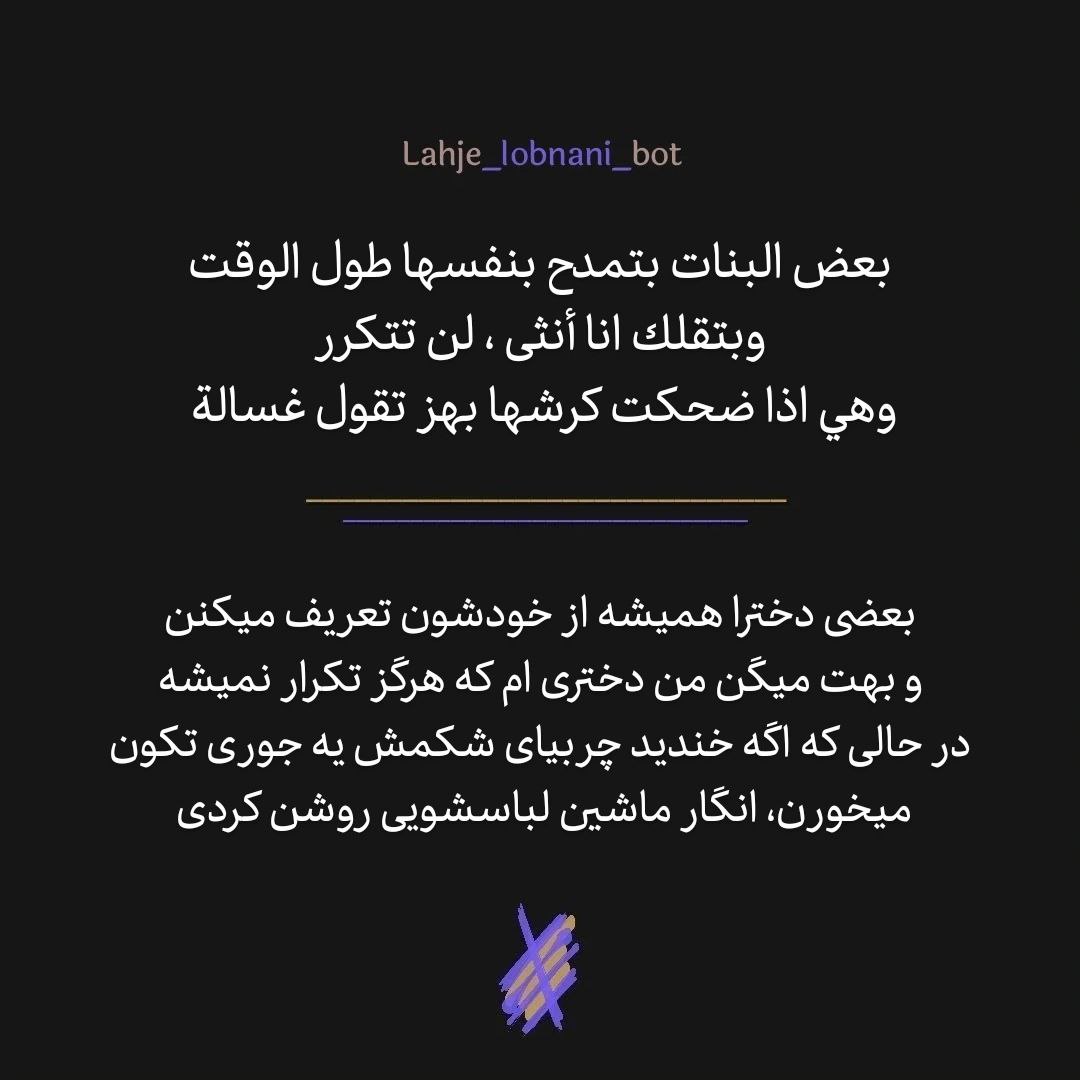 Lahje_lobnani_bot
بعض البنات بتمدح بنفسها طول الوقت
وبتقلك انا أنثى ، لن تتكرر
وهي اذا ضحكت كرشها بهز تقول غسالة
بعضی دخترا همیشه از خودشون تعریف میکنن
و بهت میگن من دختری ام که هرگز تکرار نمیشه
در حالی که اگه خندید چربیای شکمش یه جوری تکون
میخورن، انگار ماشین لباسشویی روشن کردی